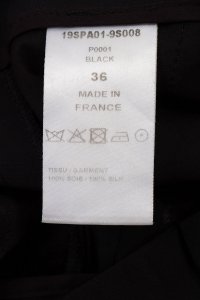 19SPA01-9S008
P0001
BLACK
36
MADE IN
FRANCE
TISSU / GARMENT
100% SOIE - 100% SILK